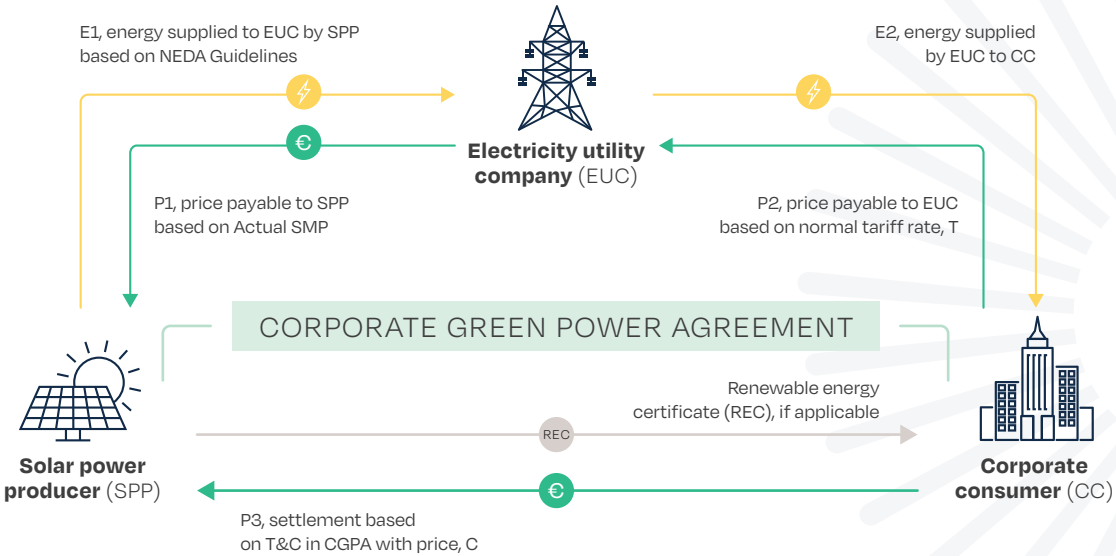 E1, energy supplied to EUC by SPP
based on NEDA Guidelines
E2, energy supplied
by EUC to CC
€
Electricity utility
company (EUC)
P1, price payable to SPP
based on Actual SMP
P2, price payable to EUC
based on normal tariff rate, T
CORPORATE GREEN POWER AGREEMENT
Renewable energy
certificate (REC), if applicable
REC
Solar power
producer (SPP)
Corporate
consumer (CC)
€
P3, settlement based
on T&C in CGPA with price, C